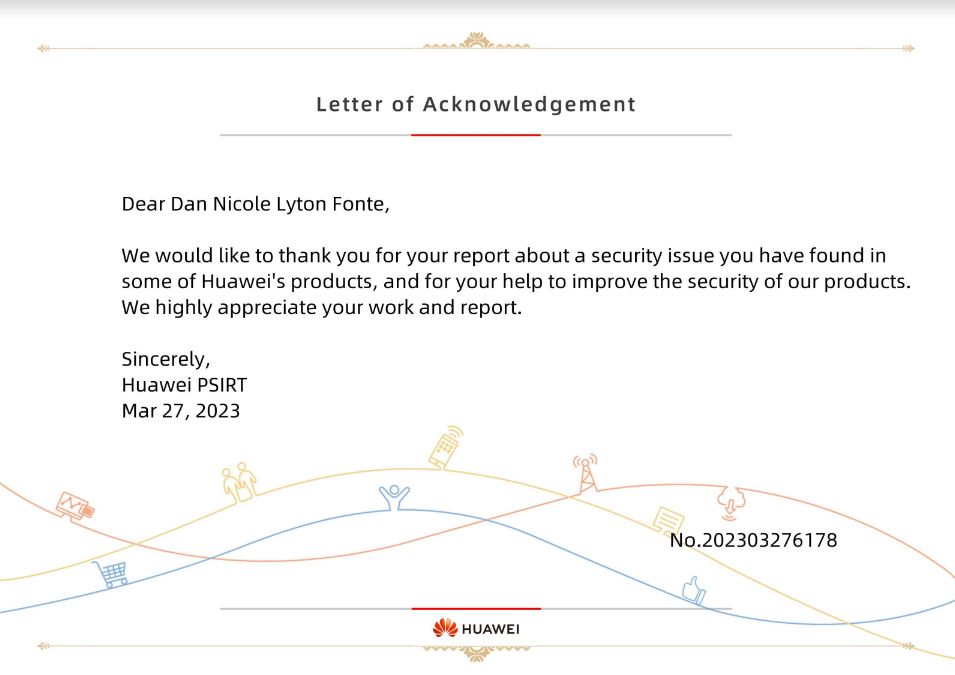 Letter of Acknowledgement
Dear Dan Nicole Lyton Fonte,
We would like to thank you for your report about a security issue you have found in
some of Huawei's products, and for your help to improve the security of our products.
We highly appreciate your work and report.
Sincerely,
Huawei PSIRT
Mar 27, 2023
No.202303276178
HUAWEI